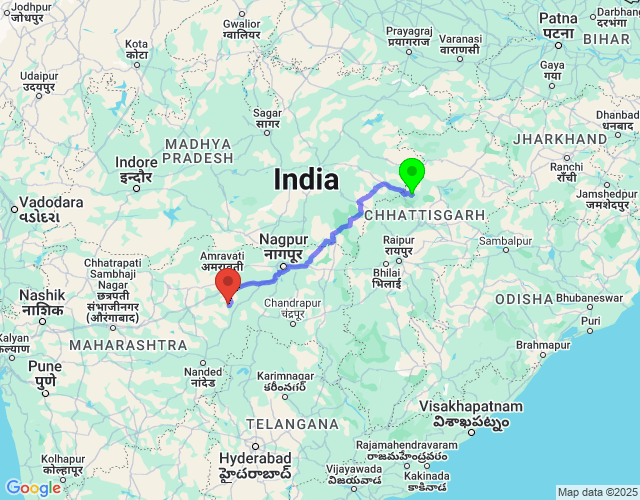 Jodhpur
जोधपुर
Gwalior
ग्वालियर
Prayagraj
प्रयागराज
Varanasi
वाराणसी
Patna
पटना
Darbhanga
दरभंगा
BIHAR
Kota
कोटा
Gaya
गया
Udaipur
उदयपुर
Sagar
सागर
Dhanbad
धनबाद
MADHYA
PRADESH
JHARKHAND
Indore
इन्दौर
India
Ranchi
राँची
Vadodara
વડોદરા
Jamshedpur
जमशेदपुर
CHHATTISGARH
Amravati
अमरावती
Nagpur
नागपूर
Raipur
रायपुर
Sambalpur
Chhatrapati
Sambhaji
Nagar
छत्रपती
संभाजीनगर
(औरंगाबाद)
Bhilai
भिलाई
Nashik
नाशिक
Chandrapur
चंद्रपूर
ODISHA
Bhubaneswar
Puri
Kalyan
कल्याण
MAHARASHTRA
Brahmapur
Pune
पुणे
Nanded
नांदेड
Karimnagar
కరీంనగర్
Visakhapatnam
విశాఖపట్నం
TELANGANA
Kolhapur
कोल्हापूर
Hyderabad
హైదరాబాద్
Rajamahendravaram
రాజమహేంద్రవరం
Vijayawada
విజయవాడ
Kakinada
కాకినాడ
Google
Map data ©2025